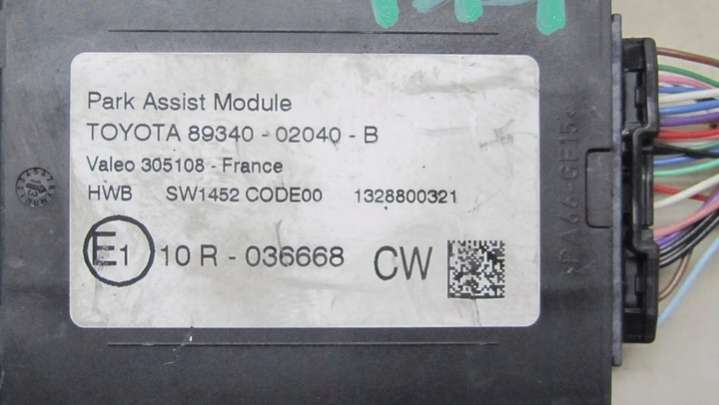 Park Assist Module
TOYOTA 89340 - 02040 - B
Valeo 305108 - France
HWB SW1452 CODE00 1328800321
E1 10 R - 036668 CW